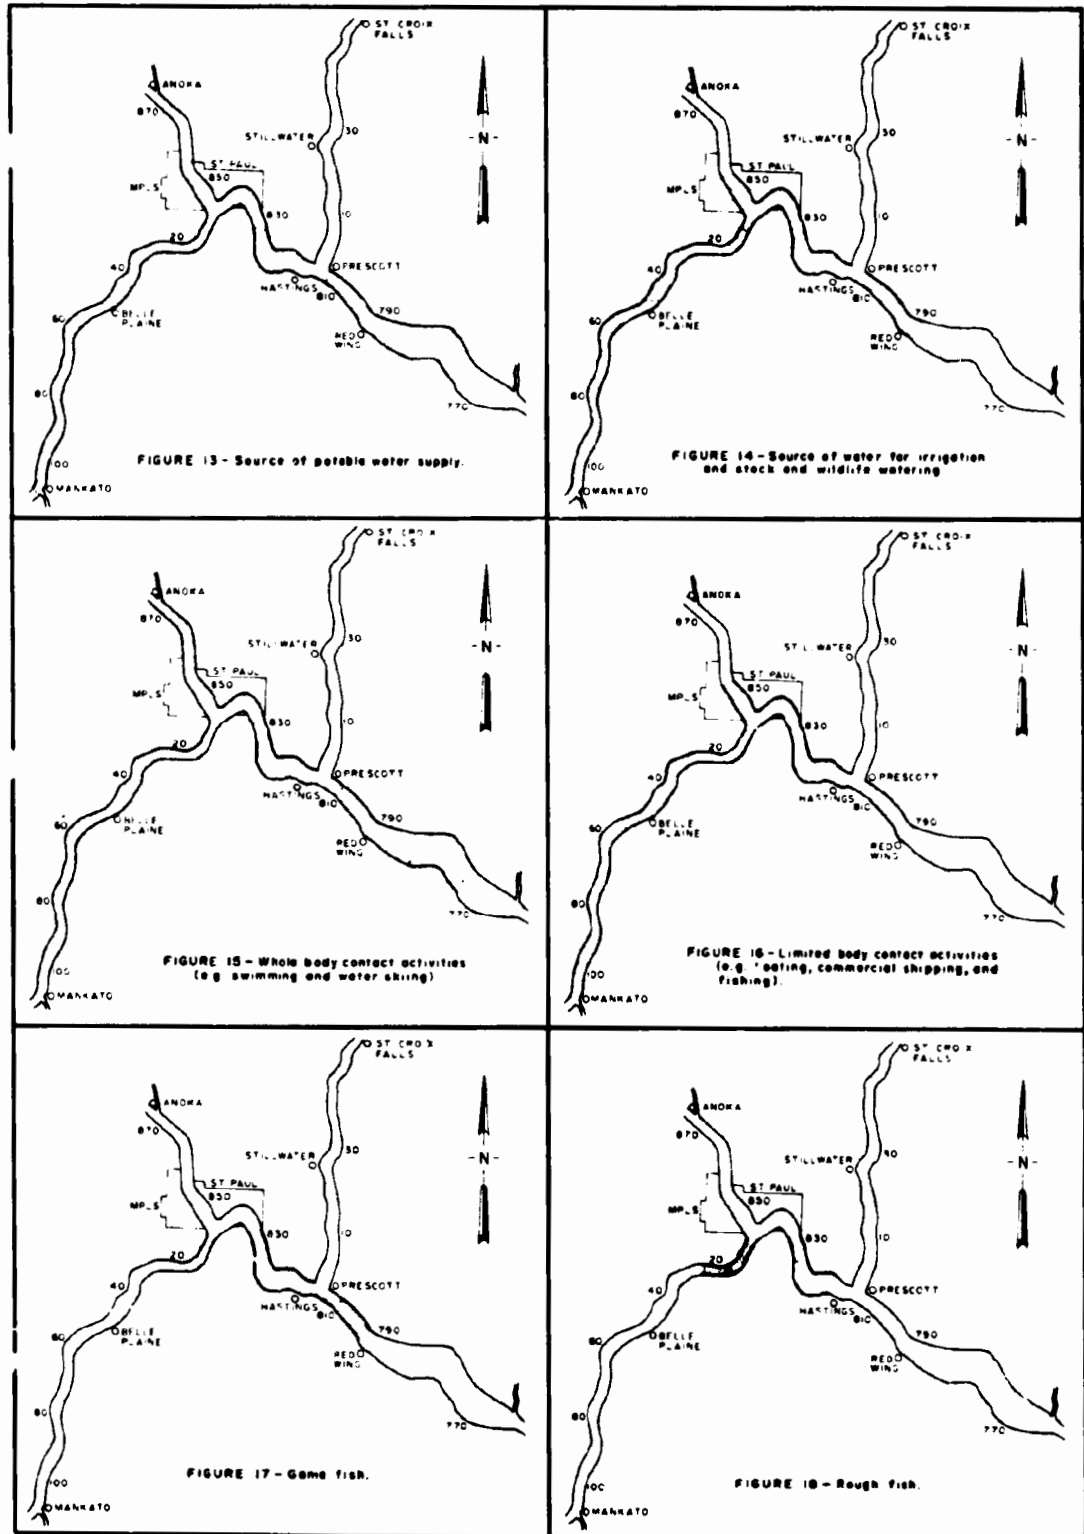 ST CROIX
FALLS
ANOKA
870
STILLWATER
30
-N-
ST PAUL
850
MPLS
830
10
20
40
PRESCOTT
HASTINGS
810
790
60
BELLE
PLAINE
RED
WING
80
770
100
MANKATO
FIGURE 13 - Source of potable water supply.
ST CROIX
FALLS
ANOKA
870
STILLWATER
30
-N-
ST PAUL
850
MPLS
830
10
20
40
PRESCOTT
HASTINGS
810
790
60
BELLE
PLAINE
RED
WING
80
770
100
MANKATO
FIGURE 14 - Source of water for irrigation
and stock and wildlife watering
ST CROIX
FALLS
ANOKA
870
STILLWATER
30
-N-
ST PAUL
850
MPLS
830
10
20
40
PRESCOTT
HASTINGS
810
790
60
BELLE
PLAINE
RED
WING
80
770
100
MANKATO
FIGURE 15 - Whole body contact activities
(e.g. swimming and water skiing)
ST CROIX
FALLS
ANOKA
870
STILLWATER
30
-N-
ST PAUL
850
MPLS
830
10
20
40
PRESCOTT
HASTINGS
810
790
60
BELLE
PLAINE
RED
WING
80
770
100
MANKATO
FIGURE 16 - Limited body contact activities
(e.g. oating, commercial shipping, and
fishing).
ST CROIX
FALLS
ANOKA
870
STILLWATER
30
-N-
ST PAUL
850
MPLS
830
10
20
40
PRESCOTT
HASTINGS
810
790
60
BELLE
PLAINE
RED
WING
80
770
100
MANKATO
FIGURE 17 - Game fish.
ST CROIX
FALLS
ANOKA
870
STILLWATER
30
-N-
ST PAUL
850
MPLS
830
10
20
40
PRESCOTT
HASTINGS
810
790
60
BELLE
PLAINE
RED
WING
80
770
100
MANKATO
FIGURE 18 - Rough fish.